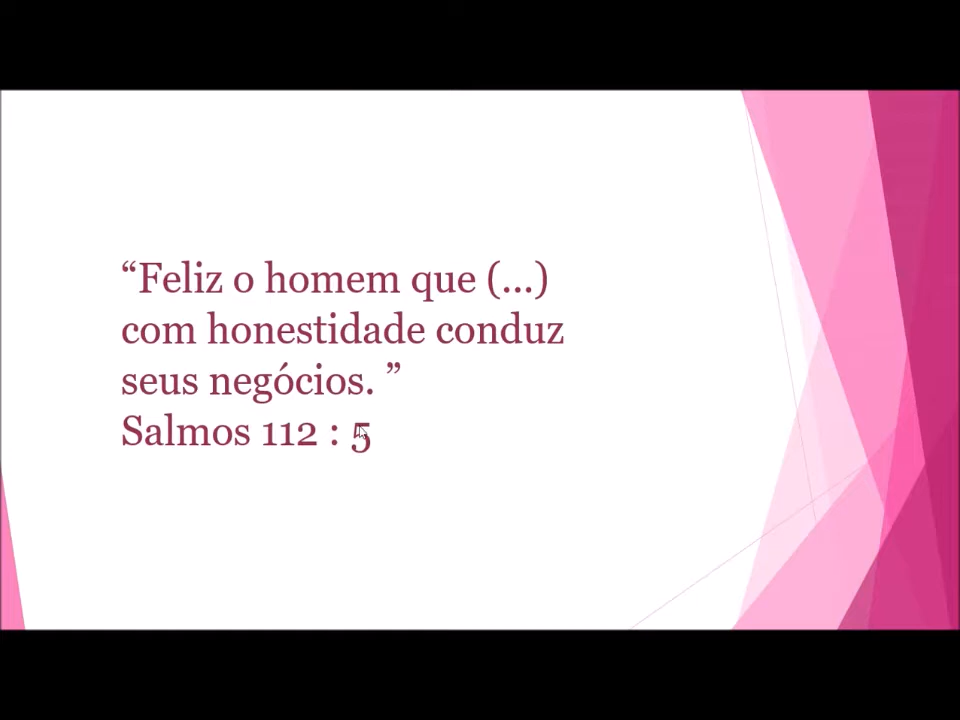 “Feliz o homem que (...)
com honestidade conduz
seus negócios. ”
Salmos 112 : 5